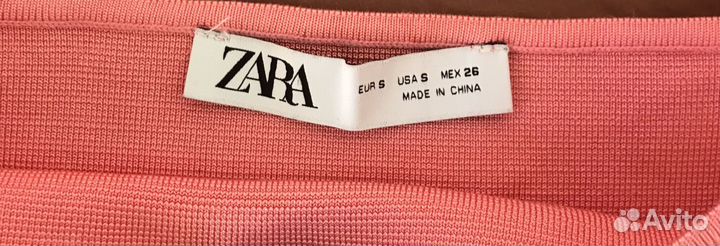 ZARA
EUR S USA S MEX 26
MADE IN CHINA
Avito